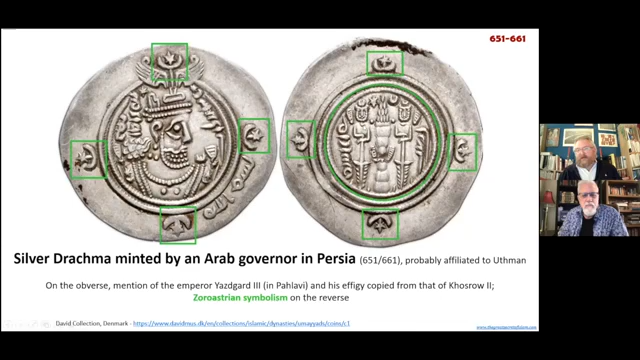 651-661
Silver Drachma minted by an Arab governor in Persia (651/661), probably affiliated to Uthman
On the obverse, mention of the emperor Yazdgard III (in Pahlavi) and his effigy copied from that of Khosrow II;
Zoroastrian symbolism on the reverse
David Collection, Denmark - https://www.davidmus.dk/en/collections/islamic/dynasties/umayyads/coins/c1